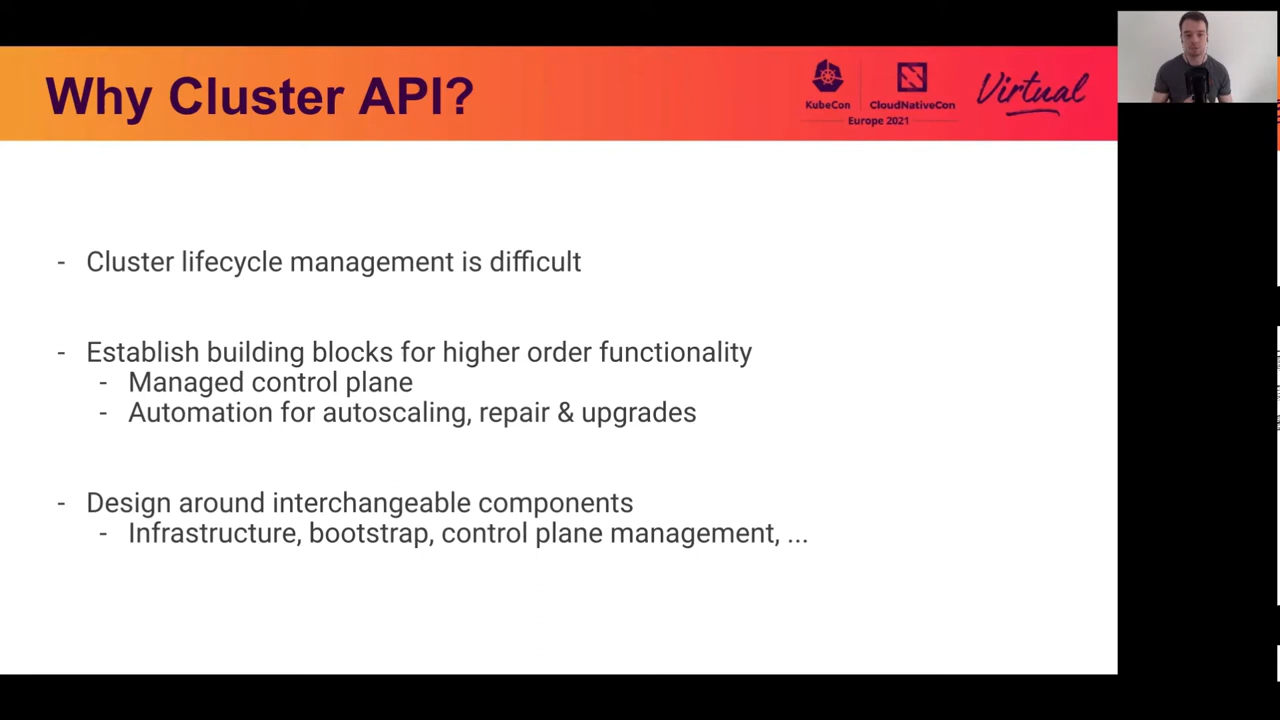 Why Cluster API?
KubeCon
CloudNativeCon
Europe 2021
Virtual
- Cluster lifecycle management is difficult
- Establish building blocks for higher order functionality
- Managed control plane
- Automation for autoscaling, repair & upgrades
- Design around interchangeable components
- Infrastructure, bootstrap, control plane management, ...